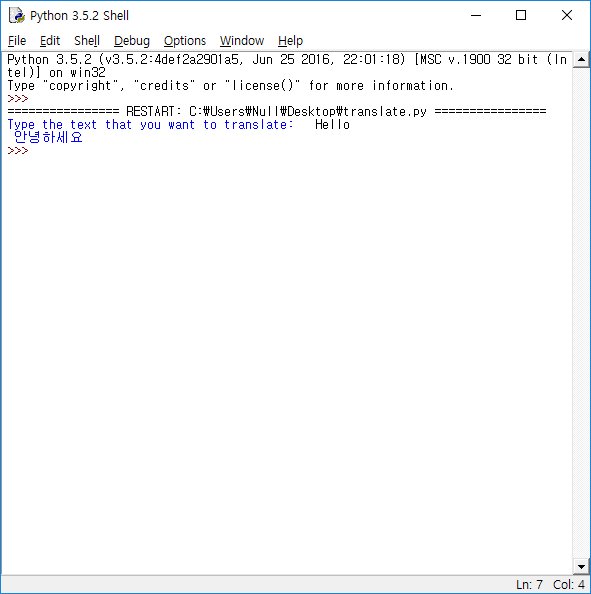 Python 3.5.2 Shell
File Edit Shell Debug Options Window Help
Python 3.5.2 (v3.5.2:4def2a2901a5, Jun 25 2016, 22:01:18) [MSC v.1900 32 bit (In
tel)] on win32
Type "copyright", "credits" or "license()" for more information.
>>>
================ RESTART: C:₩Users₩Null₩Desktop₩translate.py ================
Type the text that you want to translate:   Hello
 안녕하세요
>>>
Ln: 7 Col: 4